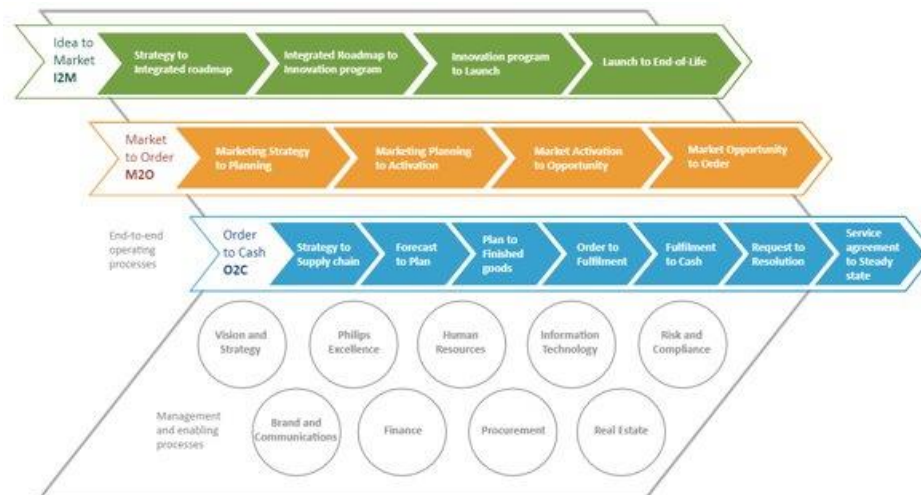 Idea to
Market
I2M
Strategy to
Integrated roadmap
Integrated Roadmap to
Innovation program
Innovation program
to Launch
Launch to End-of-Life
Market
to Order
M2O
Marketing Strategy
to Planning
Marketing Planning
to Activation
Market Activation
to Opportunity
Market Opportunity
to Order
End-to-end
operating
processes
Order
to Cash
O2C
Strategy to
Supply chain
Forecast
to Plan
Plan to
Finished
goods
Order to
Fulfilment
Fulfilment
to Cash
Request to
Resolution
Service
agreement
to Steady
state
Vision and
Strategy
Philips
Excellence
Human
Resources
Information
Technology
Risk and
Compliance
Management
and enabling
processes
Brand and
Communications
Finance
Procurement
Real Estate